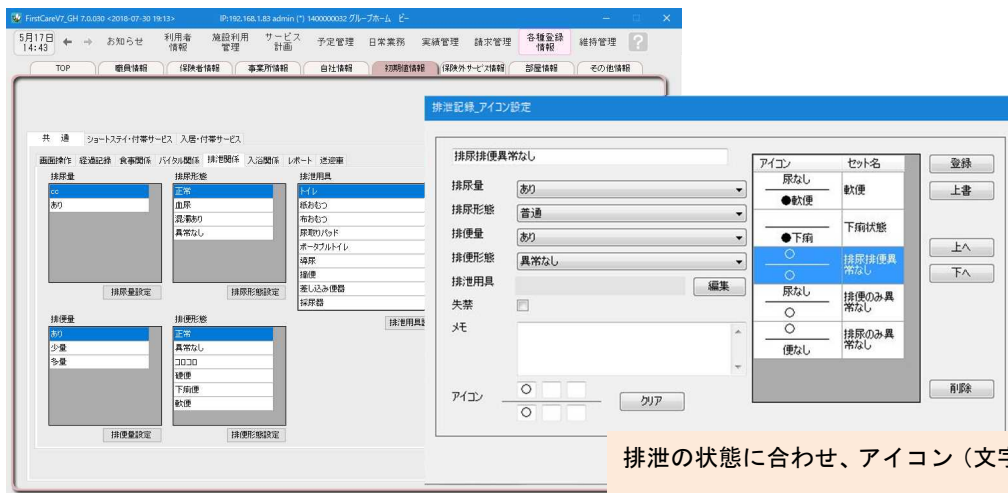 FirstCareV7_GH 7.0.030 <2018-07-30 19:13> IP:192.168.1.83 admin (*) 1400000032 グループホーム ビー
5月17日
14:43
お知らせ
利用者
情報
施設利用
管理
サービス
計画
予定管理
日常業務
実績管理
請求管理
各種登録
情報
維持管理
?
TOP
職員情報
保険者情報
事業所情報
自社情報
初期値情報
保険外サービス情報
部屋情報
その他情報
共 通
ショートステイ・付帯サービス
入居・付帯サービス
画面操作
経過記録
食事関係
バイタル関係
排泄関係
入浴関係
レポート
送迎車
排尿量
cc
あり
排尿量設定
排尿形態
正常
血尿
混濁あり
異常なし
排尿形態設定
排泄用具
トイレ
紙おむつ
布おむつ
尿取りパッド
ポータブルトイレ
導尿
摘便
差し込み便器
採尿器
排泄用具
排便量
あり
少量
多量
排便量設定
排便形態
正常
異常なし
コロコロ
硬便
下痢便
軟便
排便形態設定
排泄記録_アイコン設定
排尿排便異常なし
排尿量
あり
排尿形態
普通
排便量
あり
排便形態
異常なし
排泄用具
編集
失禁
メモ
アイコン
○
○
クリア
アイコン
セット名
尿なし
●軟便
軟便
●下痢
下痢状態
○
○
排尿排便異
常なし
尿なし
○
排便のみ異
常なし
○
便なし
排尿のみ異
常なし
登録
上書
上へ
下へ
削除
排泄の状態に合わせ、アイコン（文字